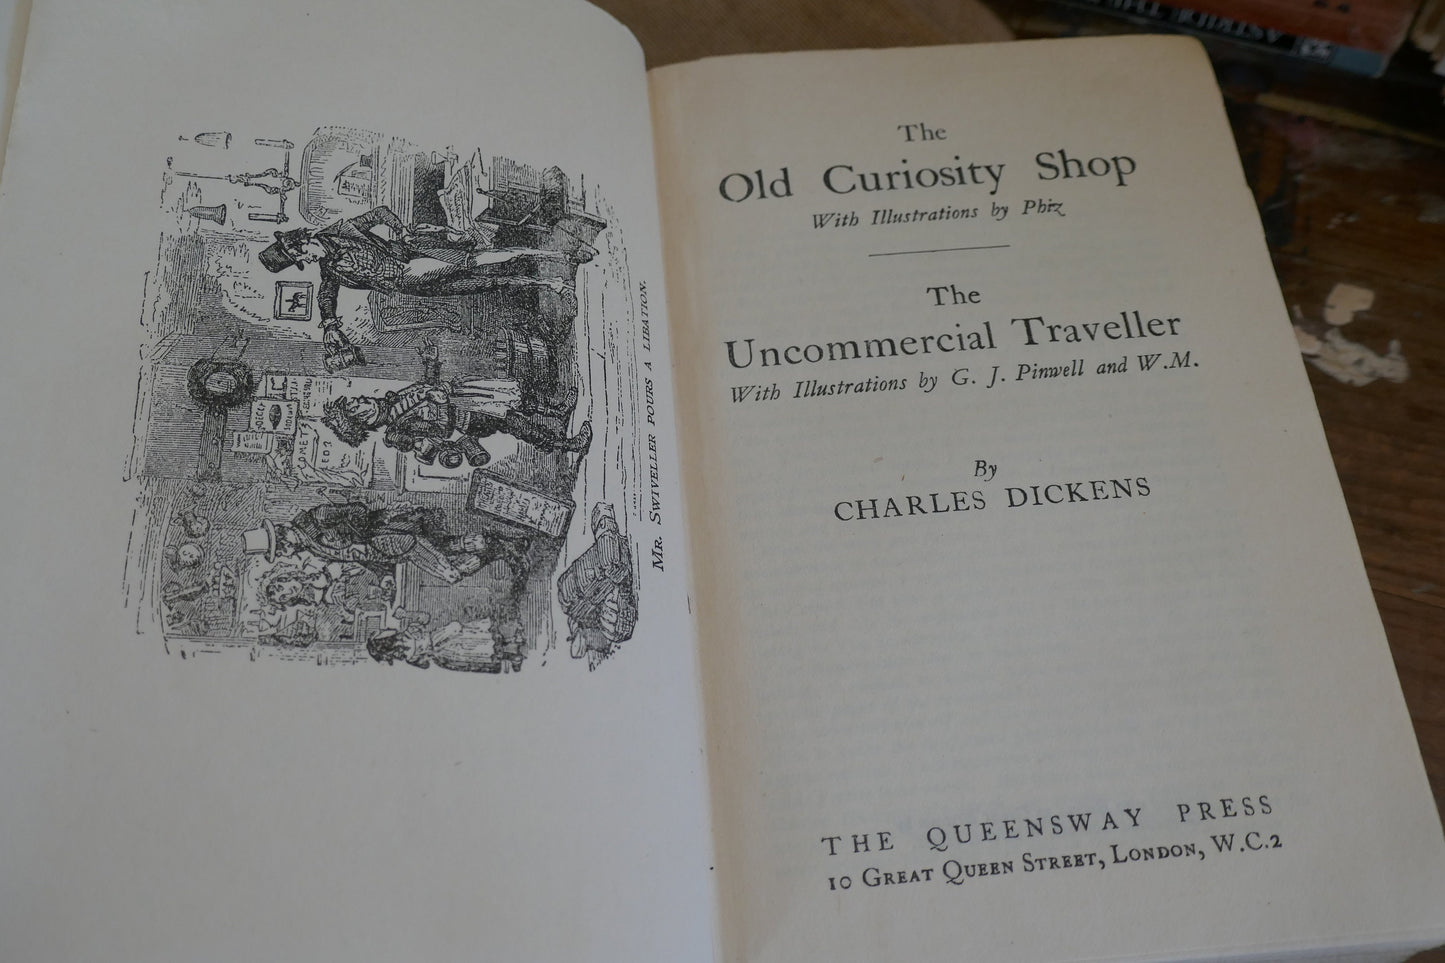 MR. SWIVELLER POURS A LIBATION.
The
Old Curiosity Shop
With Illustrations by Phiz
The
Uncommercial Traveller
With Illustrations by G. J. Pinwell and W.M.
By
CHARLES DICKENS
THE QUEENSWAY PRESS
10 GREAT QUEEN STREET, LONDON, W.C.2